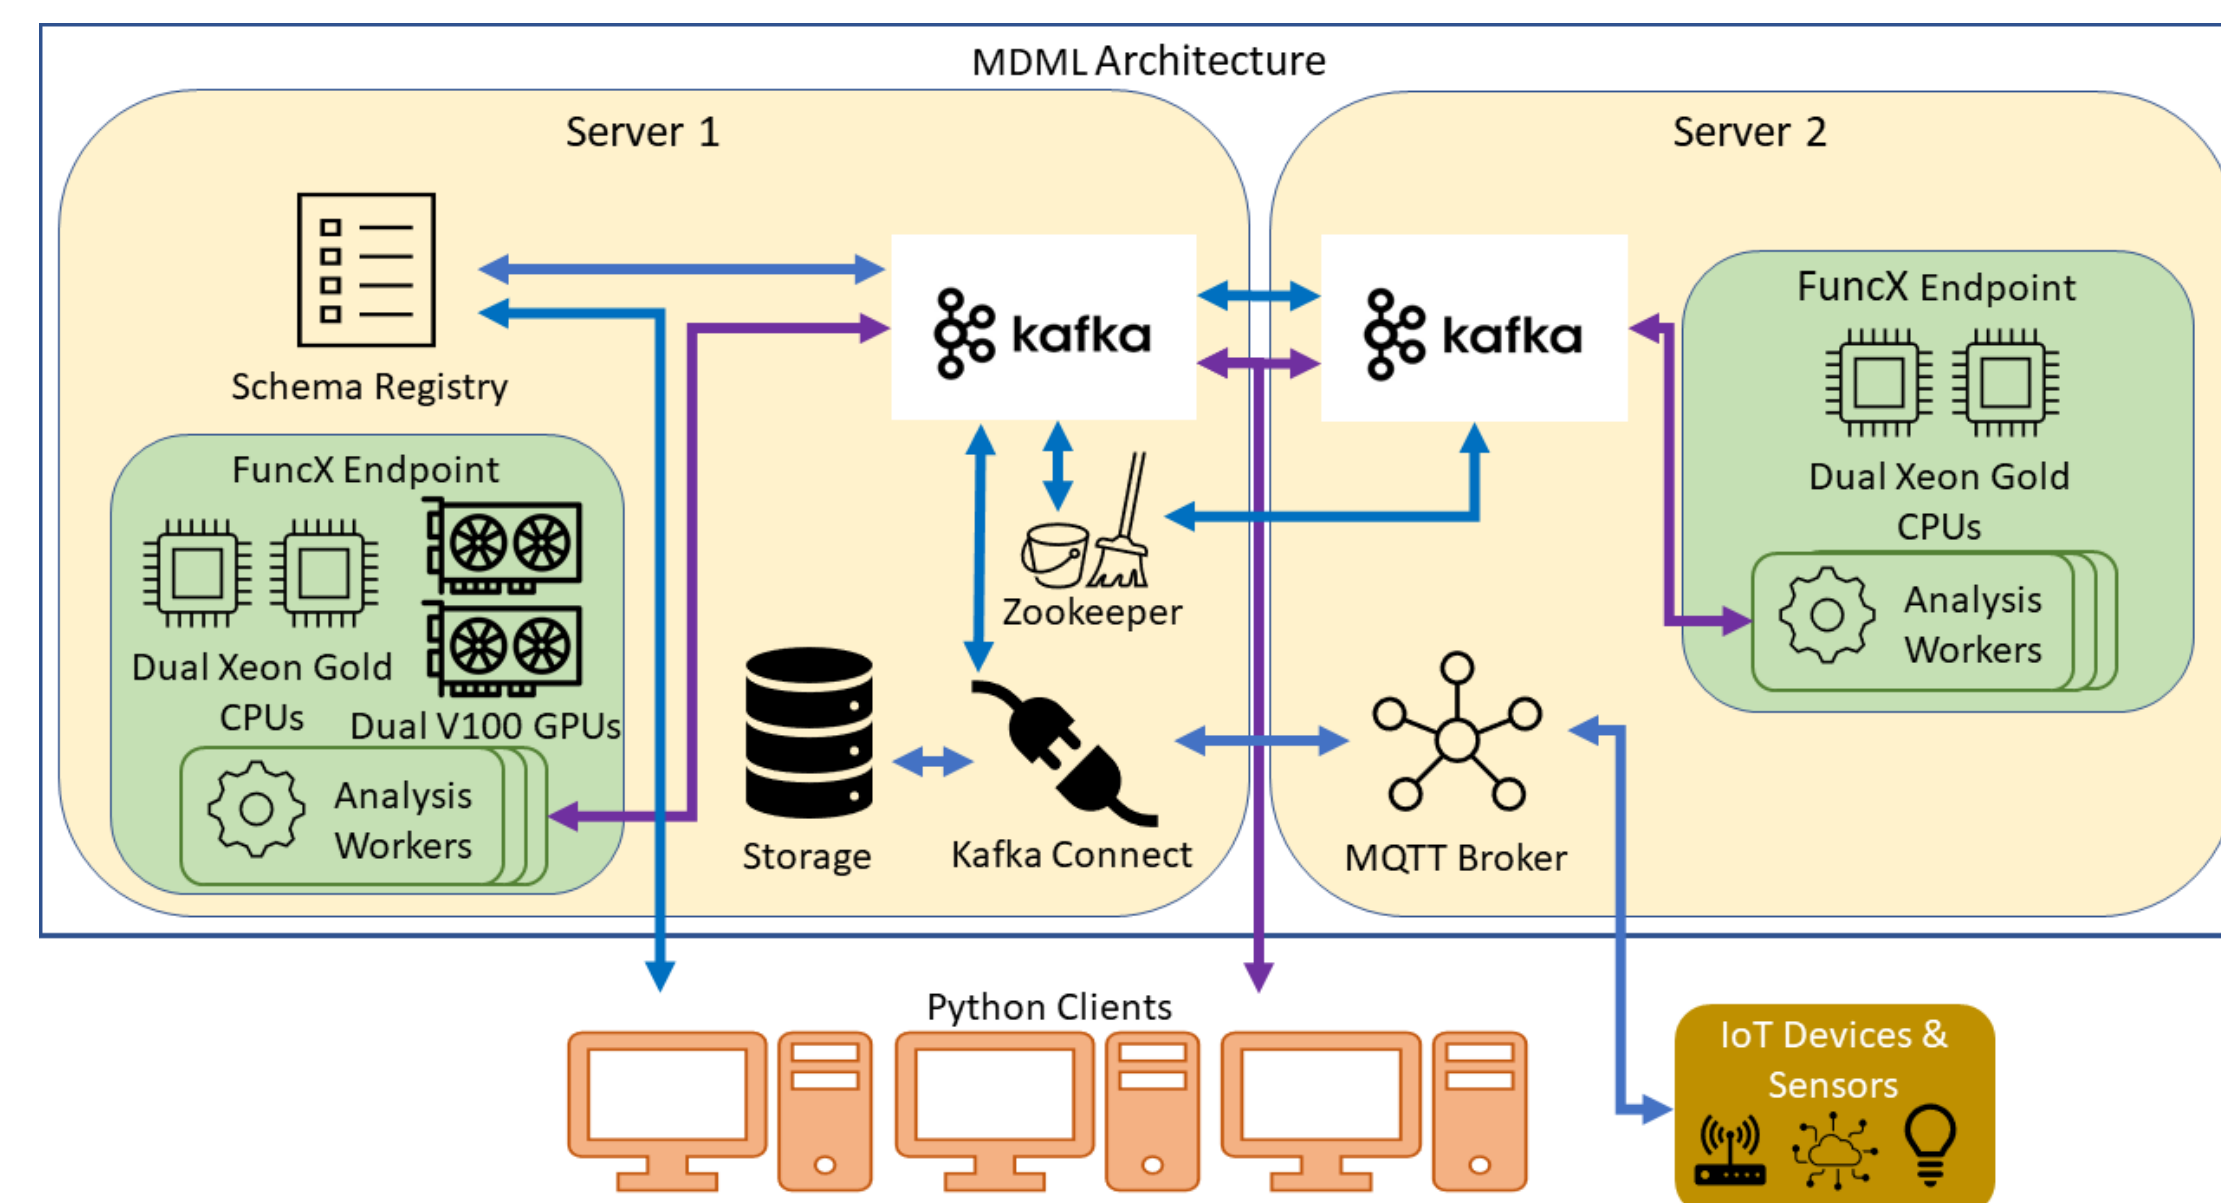 MDML Architecture
Server 1
Server 2
kafka
kafka
Schema Registry
FuncX Endpoint
Dual Xeon Gold
CPUs
Dual V100 GPUs
Analysis
Workers
Zookeeper
Storage
Kafka Connect
FuncX Endpoint
Dual Xeon Gold
CPUs
Analysis
Workers
MQTT Broker
Python Clients
IoT Devices &
Sensors